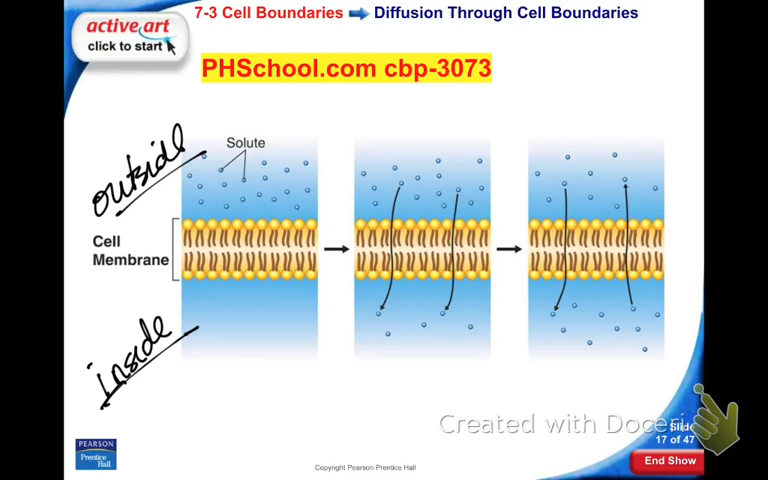 7-3 Cell Boundaries Diffusion Through Cell Boundaries
active art
click to start
PHSchool.com cbp-3073
outside
Solute
Cell
Membrane
inside
Created with Doceri
Slide
17 of 47
PEARSON
Prentice
Hall
End Show
Copyright Pearson Prentice Hall